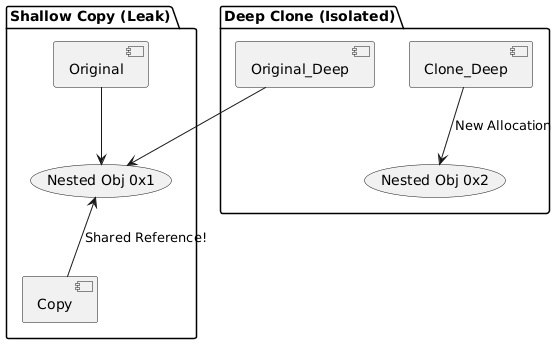 Shallow Copy (Leak)
Deep Clone (Isolated)
Original
Original_Deep
Clone_Deep
New Allocation
Nested Obj 0x1
Nested Obj 0x2
Shared Reference!
Copy